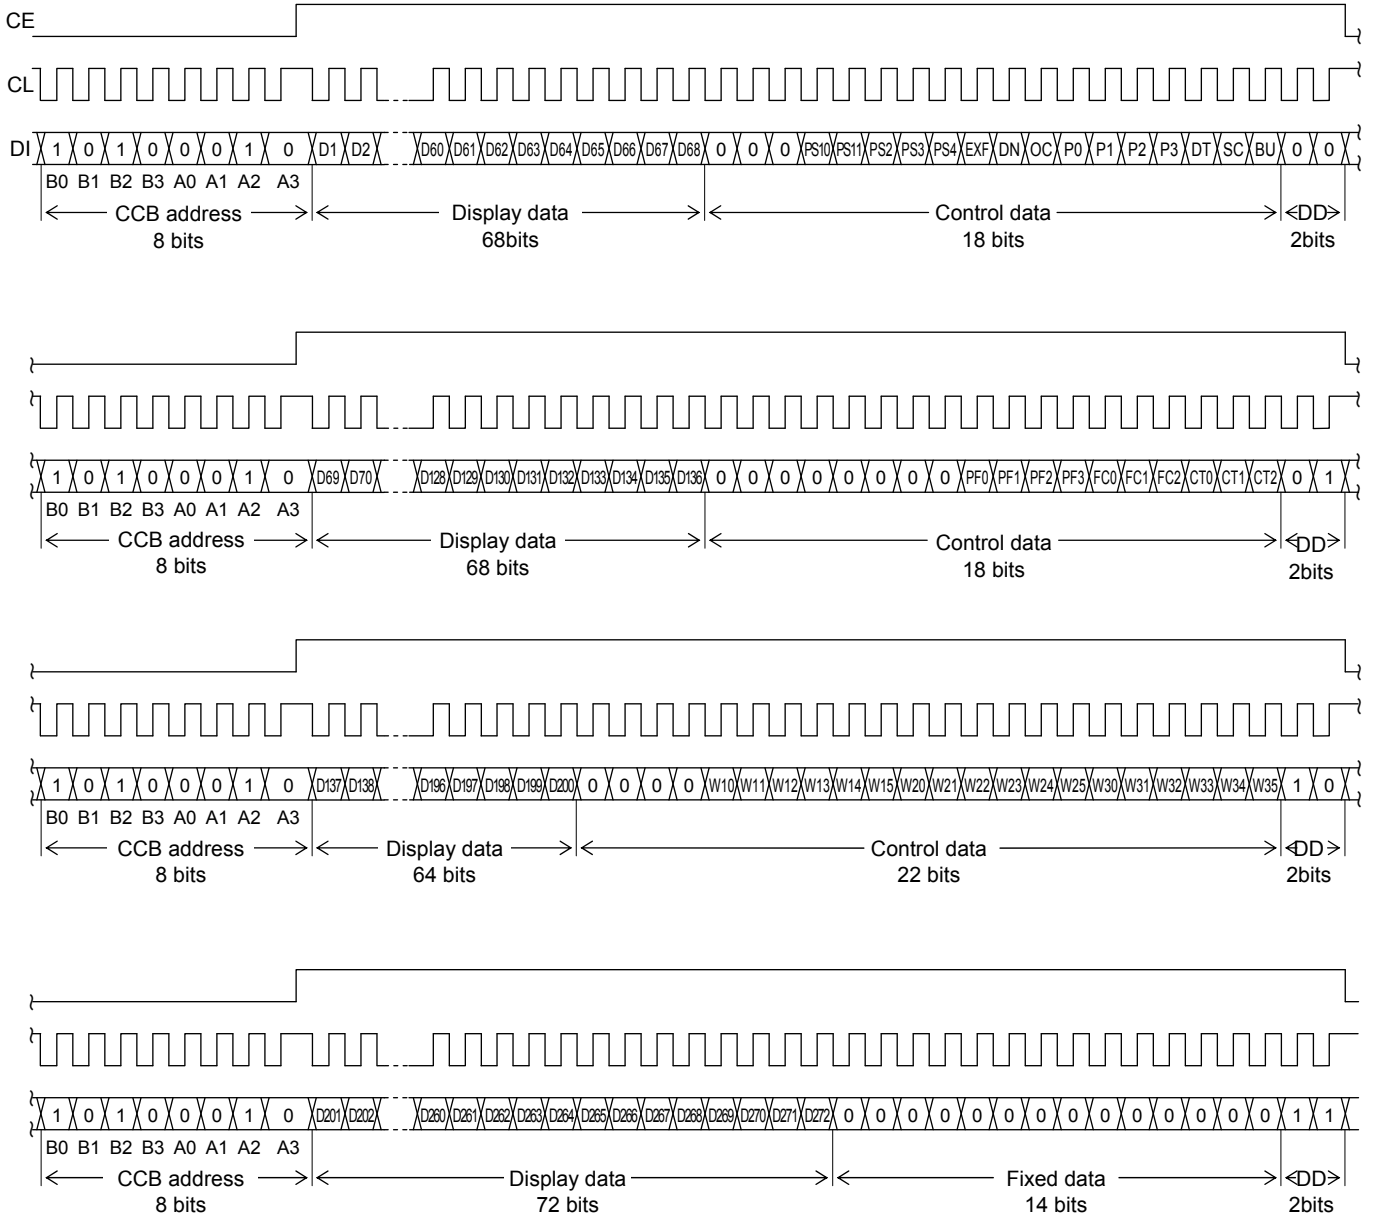 CE
CL
DI 1 0 1 0 0 0 1 0 D1 D2 D60 D61 D62 D63 D64 D65 D66 D67 D68 0 0 0 PS10 PS11 PS2 PS3 PS4 EXF DN OC P0 P1 P2 P3 DT SC BU 0 0
B0 B1 B2 B3 A0 A1 A2 A3
CCB address Display data Control data DD
8 bits 68bits 18 bits 2bits
1 0 1 0 0 0 1 0 D69 D70 D128 D129 D130 D131 D132 D133 D134 D135 D136 0 0 0 0 0 0 0 0 PF0 PF1 PF2 PF3 FC0 FC1 FC2 CT0 CT1 CT2 0 1
B0 B1 B2 B3 A0 A1 A2 A3
CCB address Display data Control data DD
8 bits 68 bits 18 bits 2bits
1 0 1 0 0 0 1 0 D137 D138 D196 D197 D198 D199 D200 0 0 0 0 W10 W11 W12 W13 W14 W15 W20 W21 W22 W23 W24 W25 W30 W31 W32 W33 W34 W35 1 0
B0 B1 B2 B3 A0 A1 A2 A3
CCB address Display data Control data DD
8 bits 64 bits 22 bits 2bits
1 0 1 0 0 0 1 0 D201 D202 D260 D261 D262 D263 D264 D265 D266 D267 D268 D269 D270 D271 D272 0 0 0 0 0 0 0 0 0 0 0 0 0 0 1 1
B0 B1 B2 B3 A0 A1 A2 A3
CCB address Display data Fixed data DD
8 bits 72 bits 14 bits 2bits